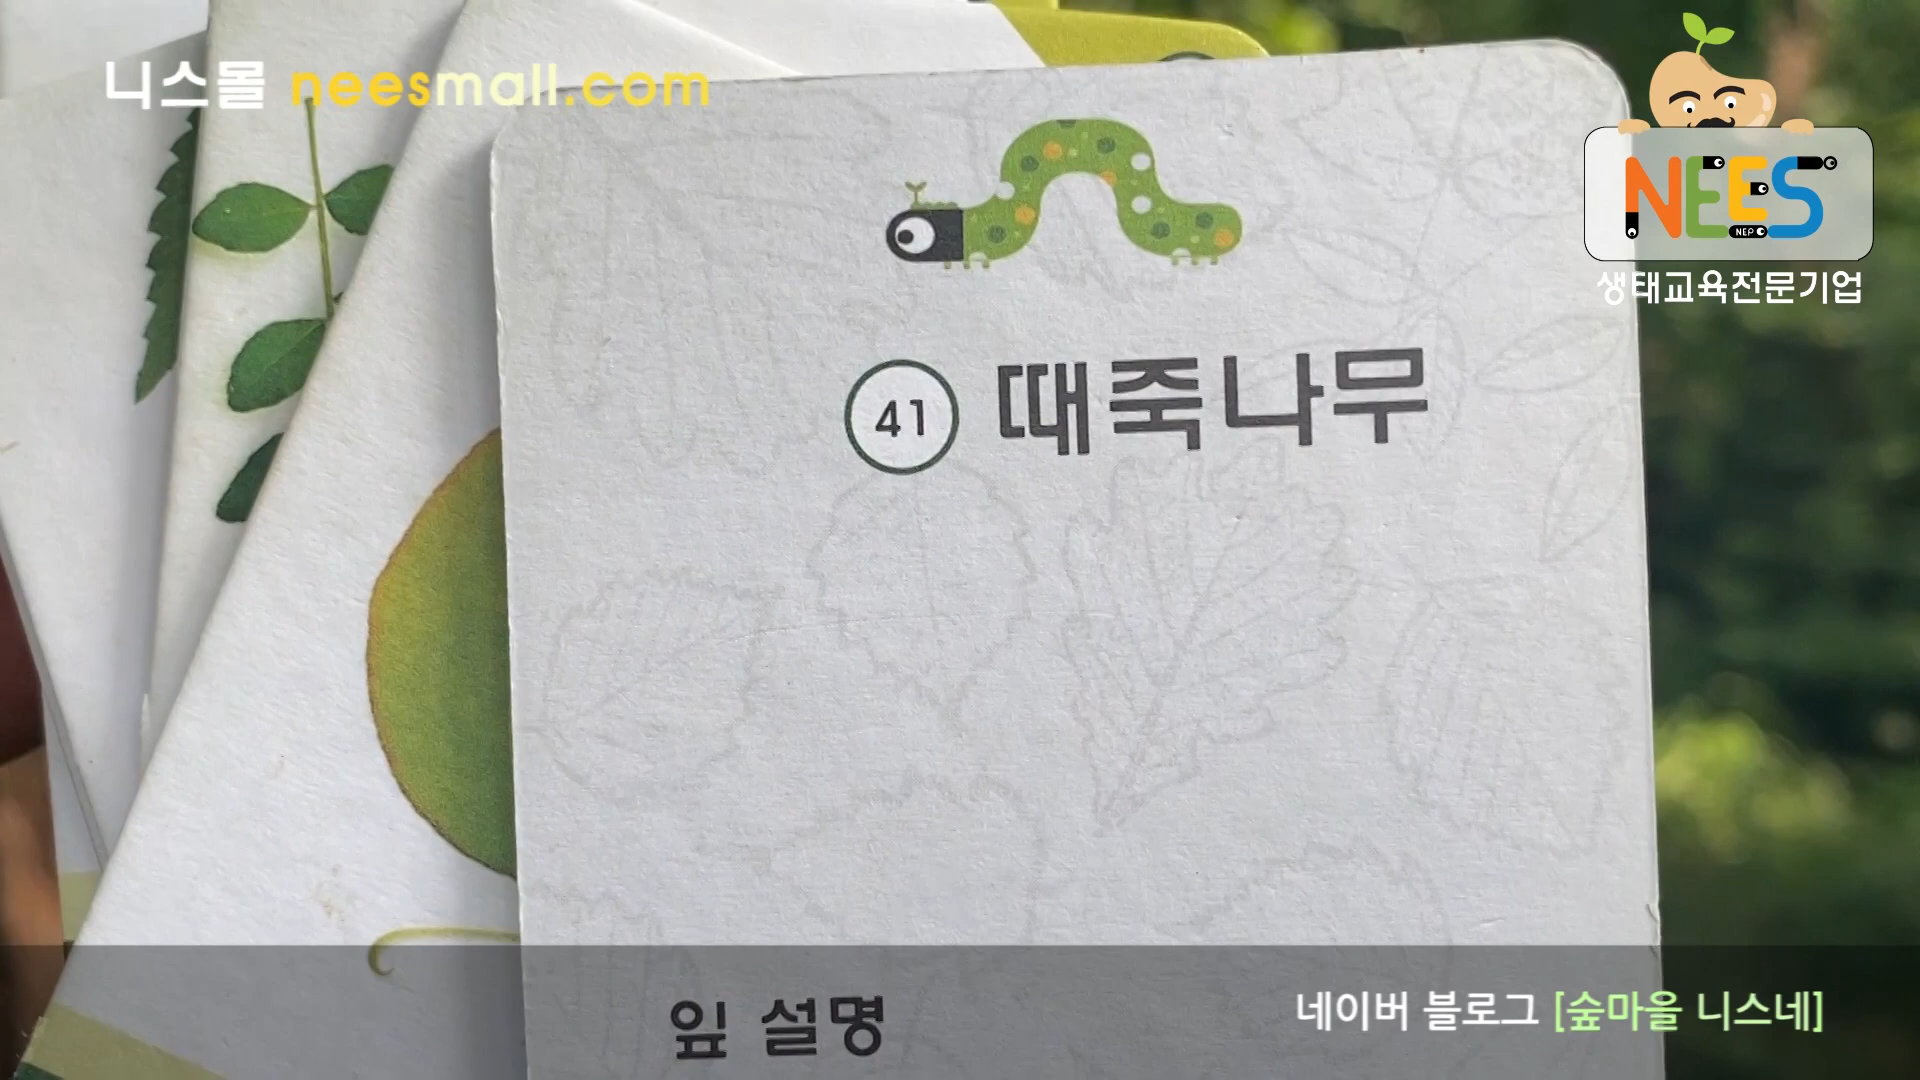 니스몰 neesmall.com
NEES
NEP
생태교육전문기업
41 때죽나무
잎 설명
네이버 블로그 [숲마을 니스네]